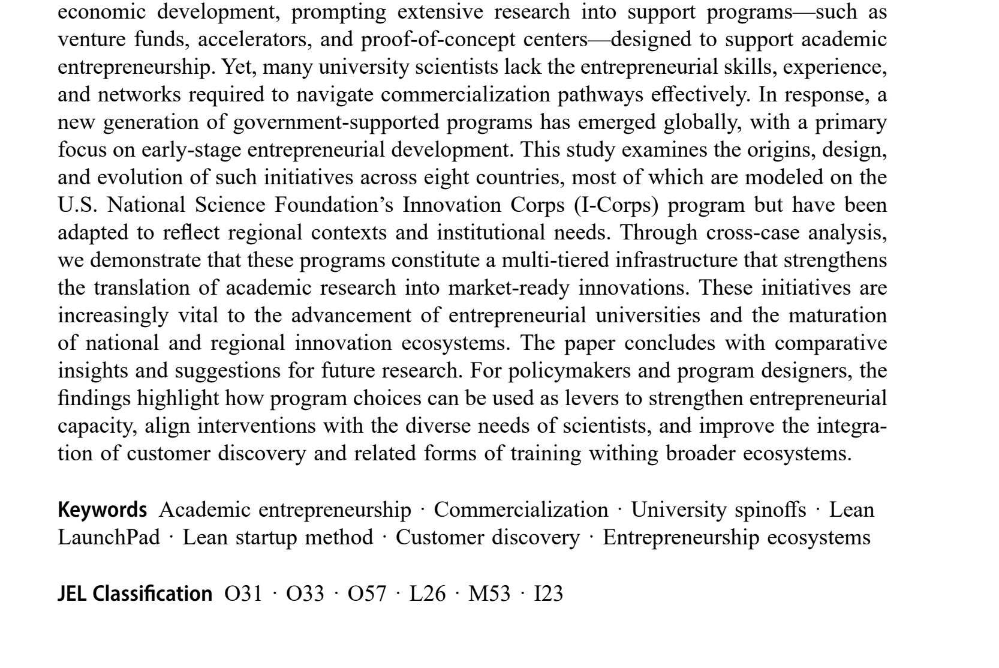 economic development, prompting extensive research into support programs—such as
venture funds, accelerators, and proof-of-concept centers—designed to support academic
entrepreneurship. Yet, many university scientists lack the entrepreneurial skills, experience,
and networks required to navigate commercialization pathways effectively. In response, a
new generation of government-supported programs has emerged globally, with a primary
focus on early-stage entrepreneurial development. This study examines the origins, design,
and evolution of such initiatives across eight countries, most of which are modeled on the
U.S. National Science Foundation’s Innovation Corps (I-Corps) program but have been
adapted to reflect regional contexts and institutional needs. Through cross-case analysis,
we demonstrate that these programs constitute a multi-tiered infrastructure that strengthens
the translation of academic research into market-ready innovations. These initiatives are
increasingly vital to the advancement of entrepreneurial universities and the maturation
of national and regional innovation ecosystems. The paper concludes with comparative
insights and suggestions for future research. For policymakers and program designers, the
findings highlight how program choices can be used as levers to strengthen entrepreneurial
capacity, align interventions with the diverse needs of scientists, and improve the integra-
tion of customer discovery and related forms of training withing broader ecosystems.
Keywords Academic entrepreneurship · Commercialization · University spinoffs · Lean
LaunchPad · Lean startup method · Customer discovery · Entrepreneurship ecosystems
JEL Classification O31 · O33 · O57 · L26 · M53 · I23